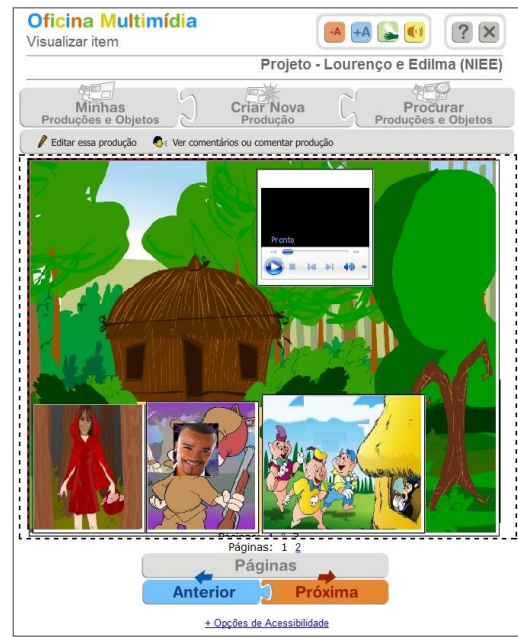 Oficina Multimídia
Visualizar item
-A +A ? X
Projeto - Lourenço e Edilma (NIEE)
Minhas
Produções e Objetos
Criar Nova
Produção
Procurar
Produções e Objetos
Editar essa produção
Ver comentários ou comentar produção
Pronto
Páginas: 1 2
Páginas
Anterior
Próxima
+ Opções de Acessibilidade